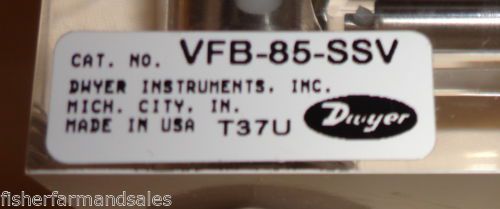 CAT. NO. VFB-85-SSV
DWYER INSTRUMENTS, INC.
MICH. CITY, IN.
MADE IN USA T37U
Dwyer
fisherfarmandsales